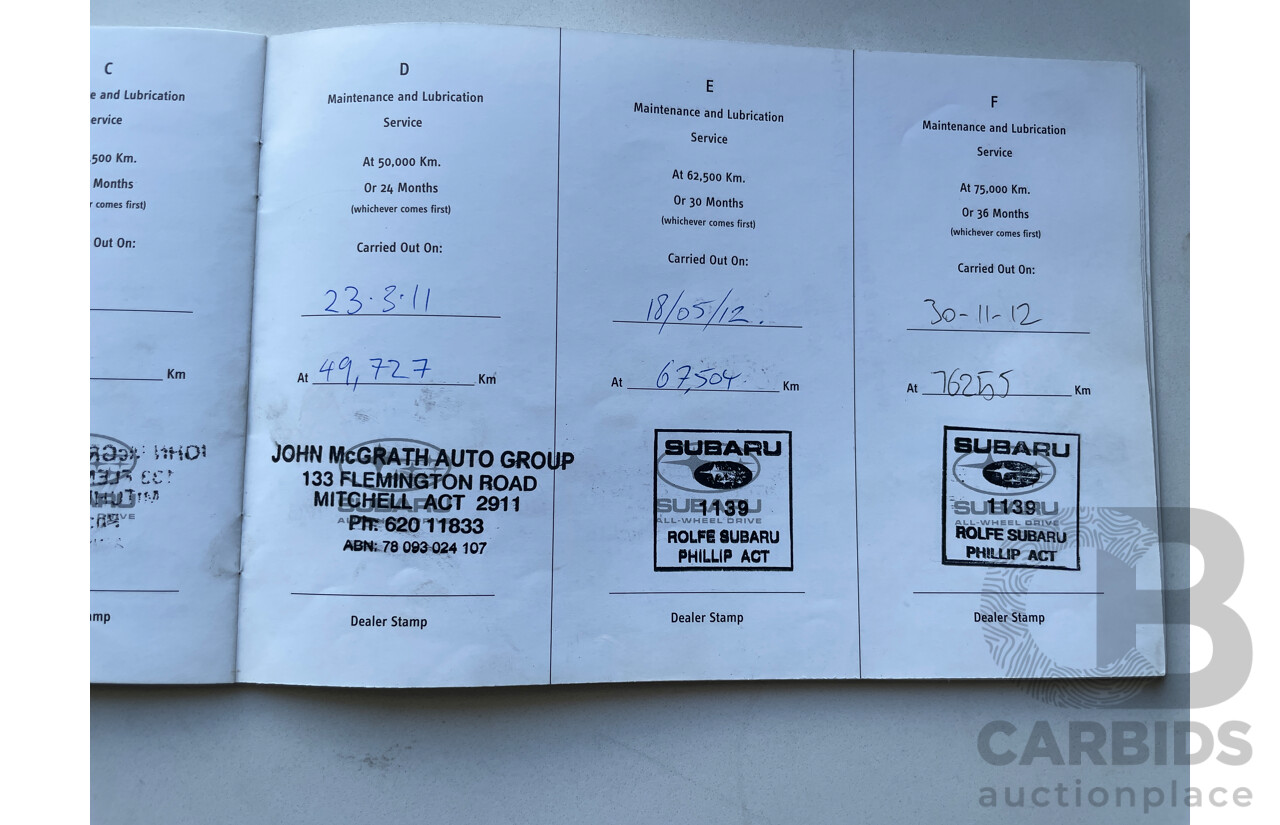 C
e and Lubrication
ervice
500 Km.
Months
r comes first)
Out On:
Km
mp
D
Maintenance and Lubrication
Service
At 50,000 Km.
Or 24 Months
(whichever comes first)
Carried Out On:
23·3·11
At 49,727 Km
JOHN McGRATH AUTO GROUP
133 FLEMINGTON ROAD
MITCHELL ACT 2911
Ph: 620 11833
ABN: 78 093 024 107
Dealer Stamp
E
Maintenance and Lubrication
Service
At 62,500 Km.
Or 30 Months
(whichever comes first)
Carried Out On:
18/05/12.
At 67,504 Km
SUBARU
SUBARU
1139
ALL-WHEEL DRIVE
ROLFE SUBARU
PHILLIP ACT
Dealer Stamp
F
Maintenance and Lubrication
Service
At 75,000 Km.
Or 36 Months
(whichever comes first)
Carried Out On:
30-11-12
At 76255 Km
SUBARU
SUBARU
1139
ALL-WHEEL DRIVE
ROLFE SUBARU
PHILLIP ACT
Dealer Stamp
CB
CARBIDS
auctionplace